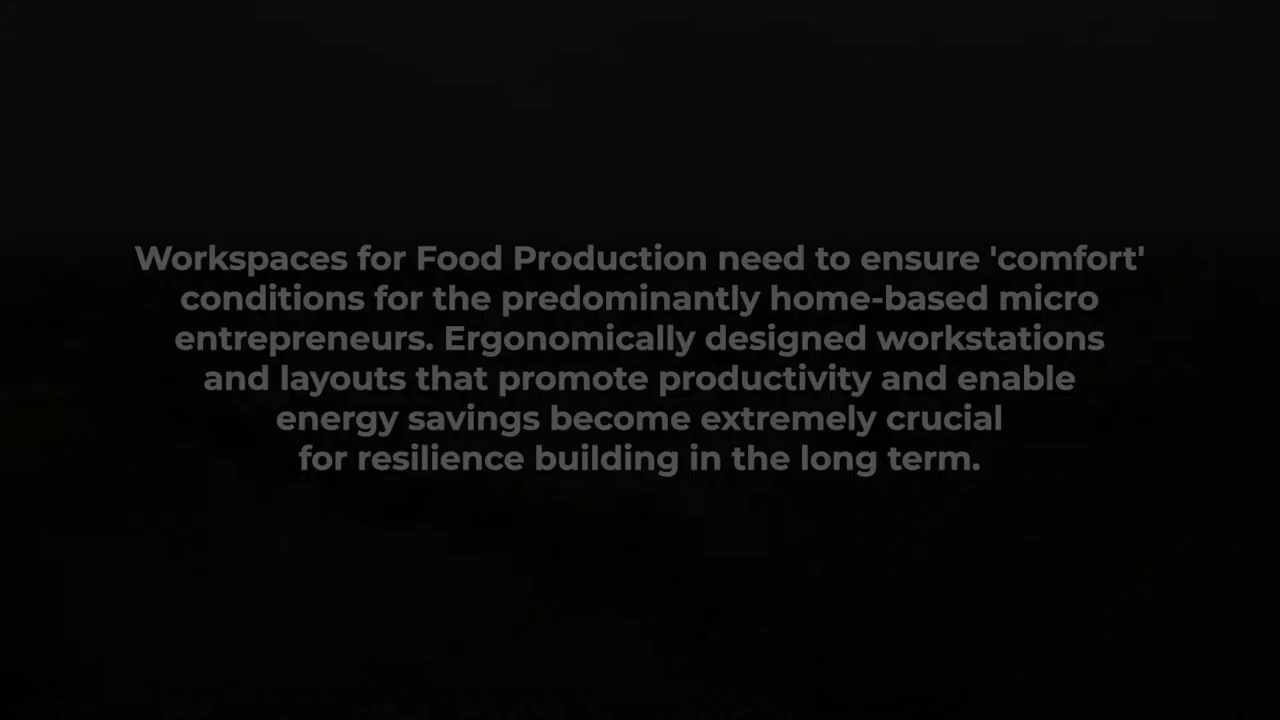 Workspaces for Food Production need to ensure 'comfort'
conditions for the predominantly home-based micro
entrepreneurs. Ergonomically designed workstations
and layouts that promote productivity and enable
energy savings become extremely crucial
for resilience building in the long term.